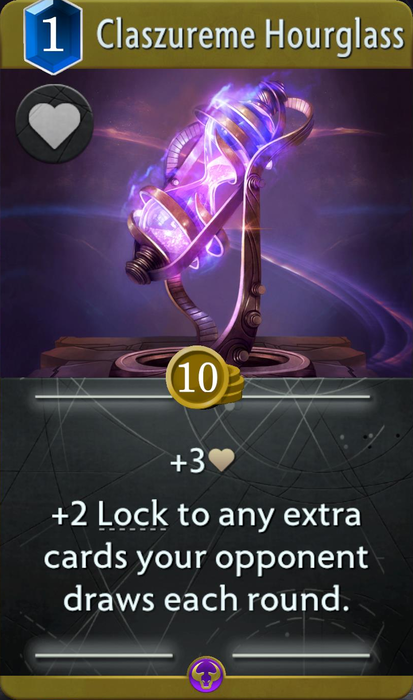 1 Claszureme Hourglass
10
+3
+2 Lock to any extra
cards your opponent
draws each round.